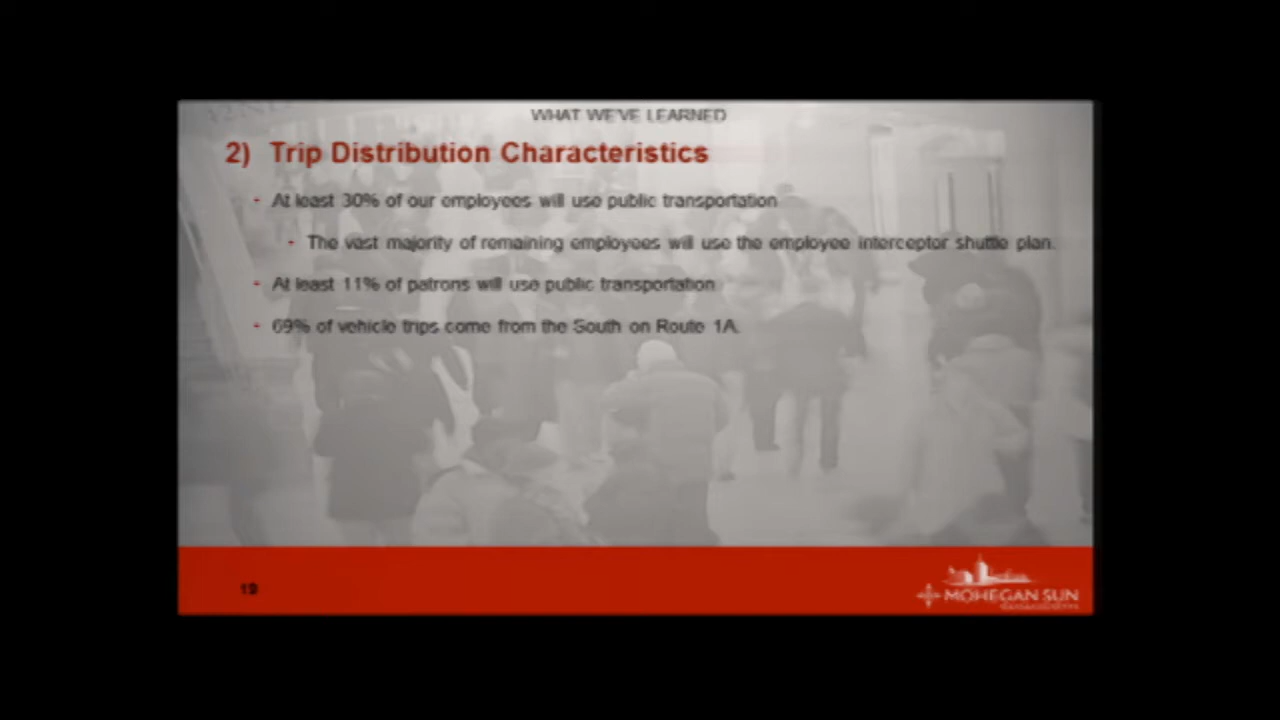 WHAT WE'VE LEARNED
2) Trip Distribution Characteristics
- At least 30% of our employees will use public transportation
- The vast majority of remaining employees will use the employee interceptor shuttle plan.
- At least 11% of patrons will use public transportation
- 69% of vehicle trips come from the South on Route 1A.
19
MOHEGAN SUN